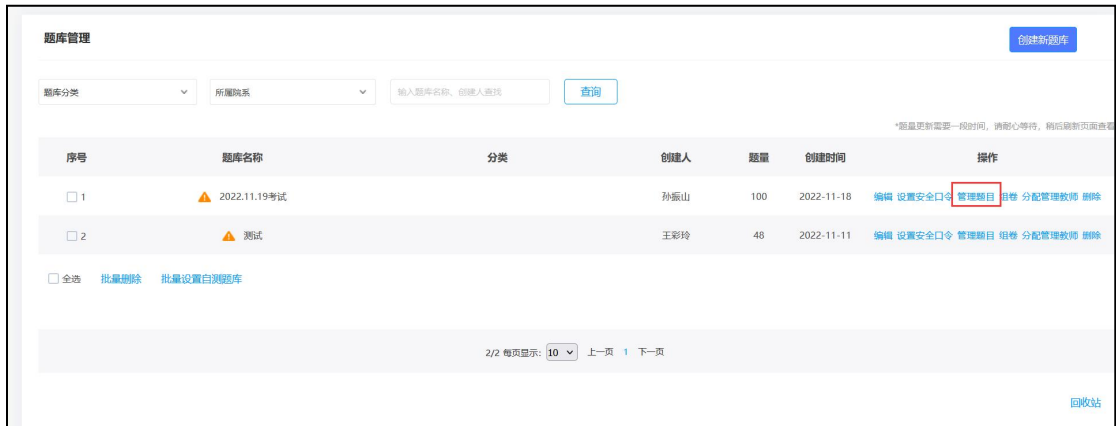 题库管理 创建新题库
题库分类 所属院系 输入题库名称、创建人查找 查询
*题量更新需要一段时间，请耐心等待，稍后刷新页面查看
序号 题库名称 分类 创建人 题量 创建时间 操作
1 2022.11.19考试 孙振山 100 2022-11-18 编辑 设置安全口令 管理题目 组卷 分配管理教师 删除
2 测试 王彩玲 48 2022-11-11 编辑 设置安全口令 管理题目 组卷 分配管理教师 删除
全选 批量删除 批量设置自测题库
2/2 每页显示: 10 上一页 1 下一页
回收站